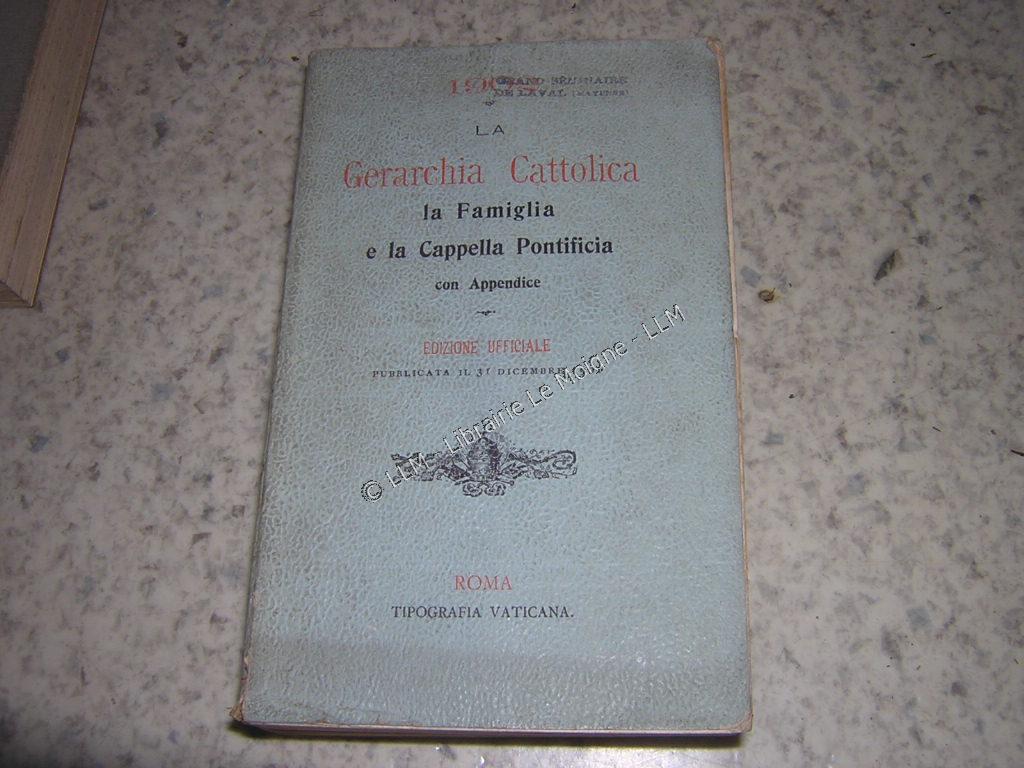 GRAND SÉMINAIRE
DE LAVAL (MAYENNE)
LA
Gerarchia Cattolica
la Famiglia
e la Cappella Pontificia
con Appendice
EDIZIONE UFFICIALE
PUBBLICATA IL 31 DICEMBRE
© LLM - Librairie Le Moigne - LLM
ROMA
TIPOGRAFIA VATICANA.